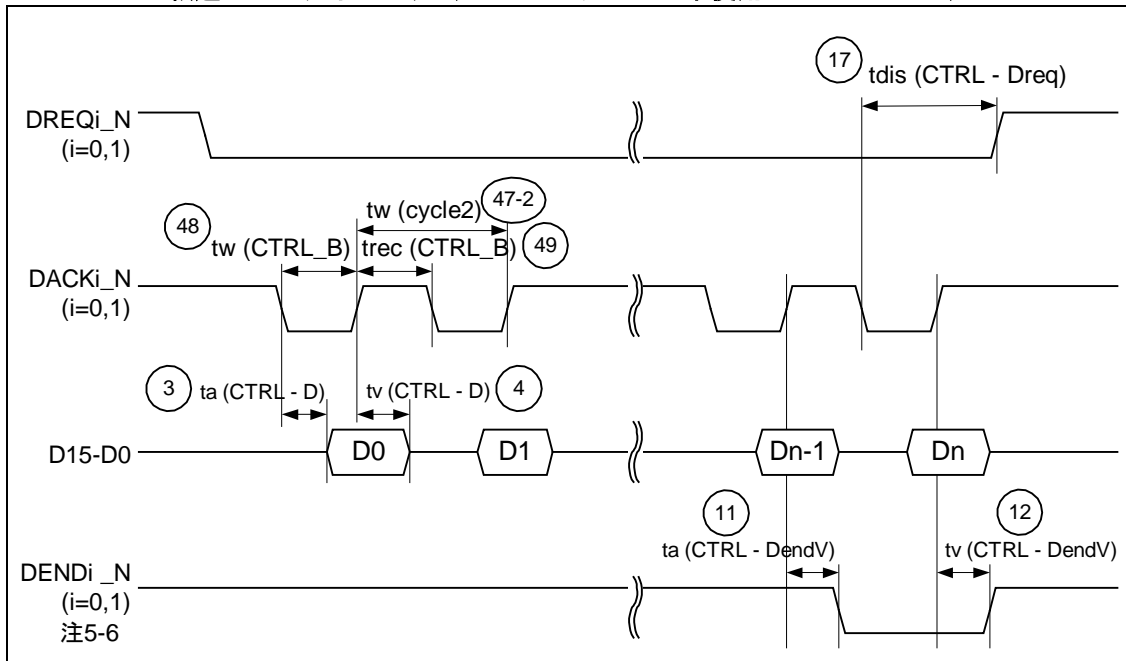 17
tdis (CTRL - Dreq)
DREQi_N
(i=0,1)
47-2
tw (cycle2)
48
tw (CTRL_B)
trec (CTRL_B)
49
DACKi_N
(i=0,1)
3
ta (CTRL - D)
tv (CTRL - D)
4
D15-D0
D0
D1
Dn-1
Dn
11
12
ta (CTRL - DendV)
tv (CTRL - DendV)
DENDi _N
(i=0,1)
注5-6